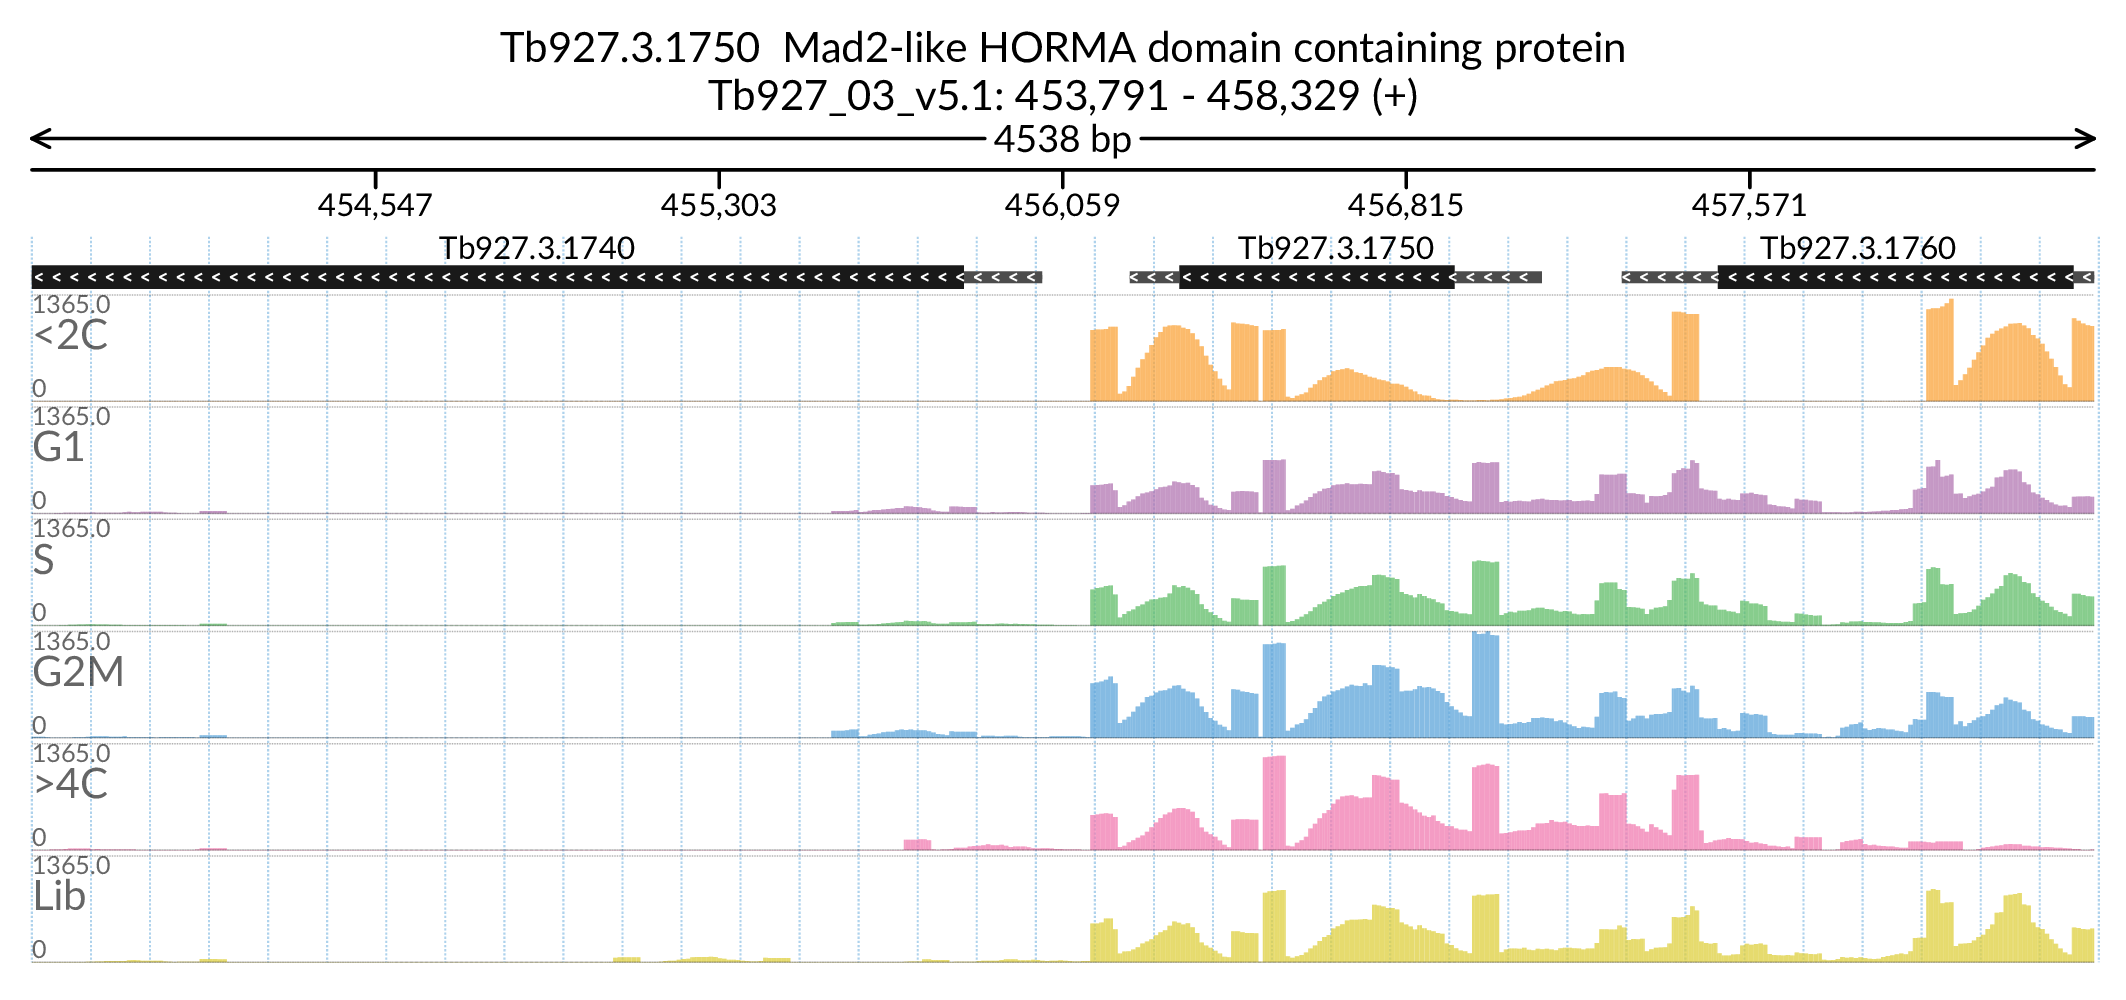 Tb927.3.1750 Mad2-like HORMA domain containing protein
Tb927_03_v5.1: 453,791 - 458,329 (+)
4538 bp
454,547 455,303 456,059 456,815 457,571
Tb927.3.1740 Tb927.3.1750 Tb927.3.1760
1365.0
<2C
0
1365.0
G1
0
1365.0
S
0
1365.0
G2M
0
1365.0
>4C
0
1365.0
Lib
0